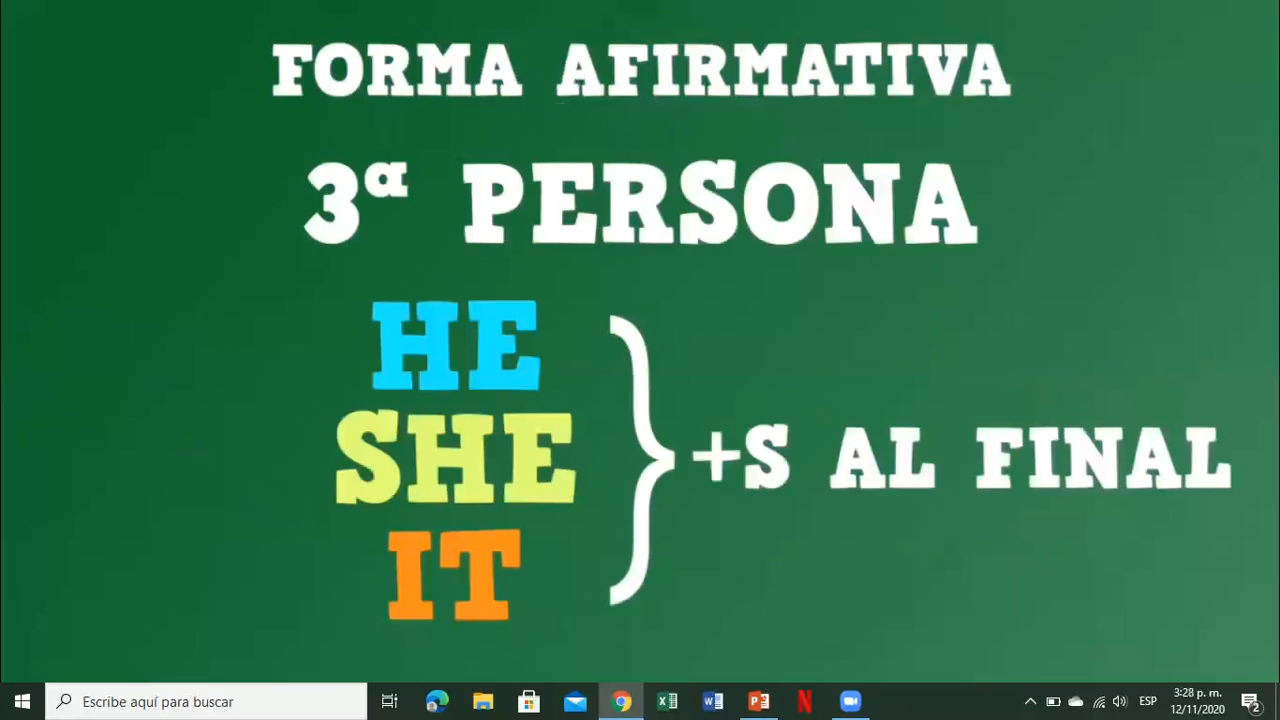 FORMA AFIRMATIVA
3ª PERSONA
HE
SHE
IT
+S AL FINAL
Escribe aquí para buscar
ESP
3:28 p. m.
12/11/2020
2